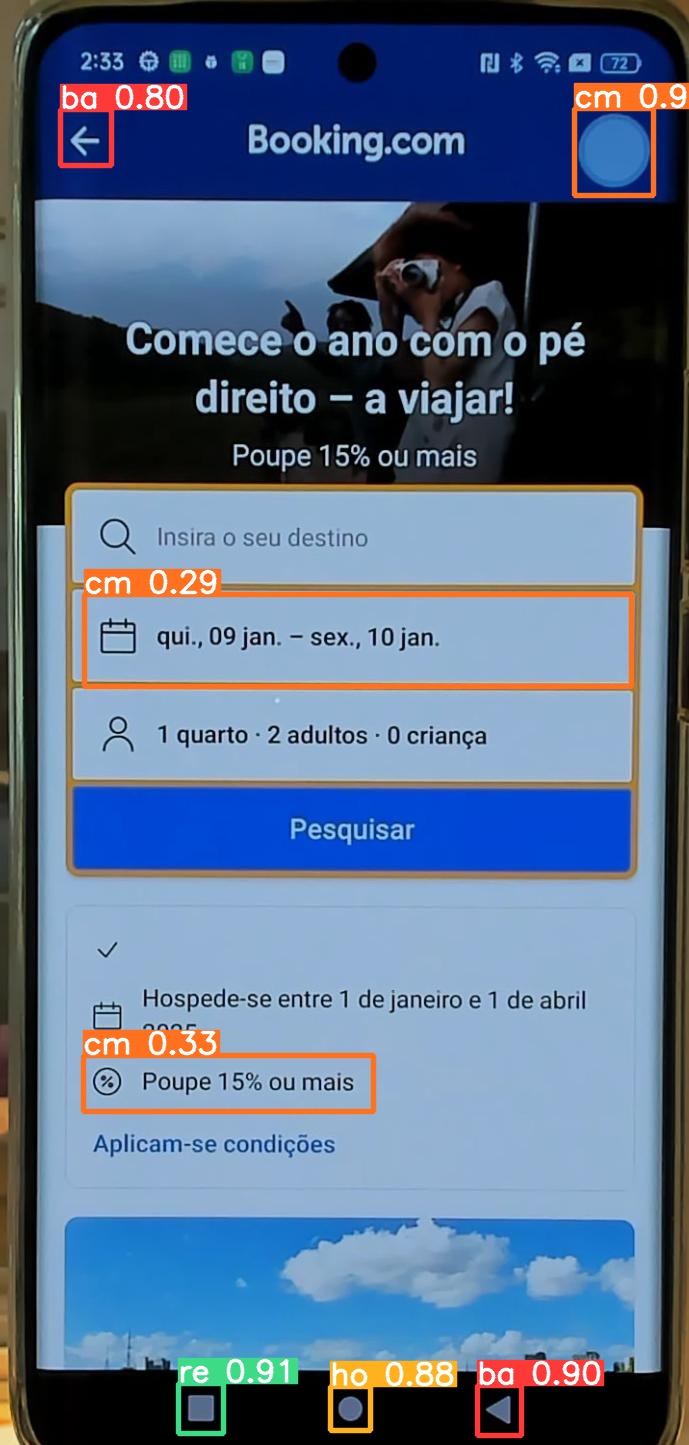 2:33
72
ba 0.80
cm 0.9
Booking.com
Comece o ano com o pé
direito – a viajar!
Poupe 15% ou mais
Insira o seu destino
cm 0.29
qui., 09 jan. – sex., 10 jan.
1 quarto · 2 adultos · 0 criança
Pesquisar
Hospede-se entre 1 de janeiro e 1 de abril
cm 0.33
Poupe 15% ou mais
Aplicam-se condições
re 0.91
ho 0.88
ba 0.90